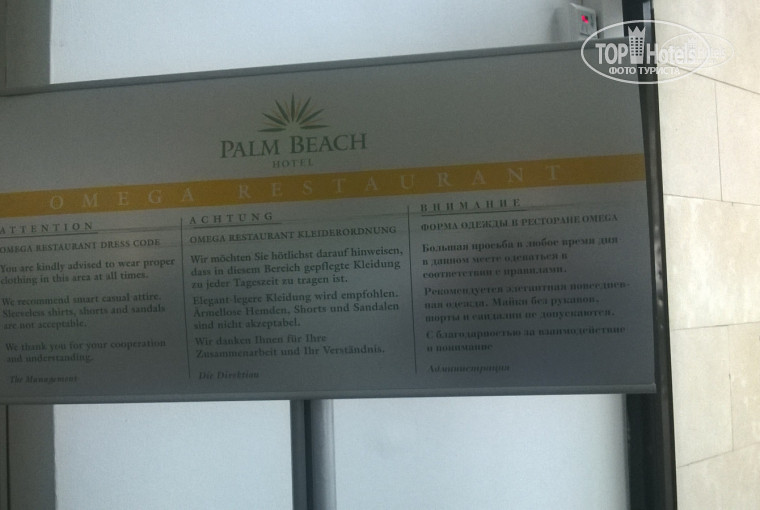 TOPHotels
ФОТО ТУРИСТА
PALM BEACH
HOTEL
OMEGA RESTAURANT
ATTENTION
OMEGA RESTAURANT DRESS CODE
You are kindly advised to wear proper
clothing in this area at all times.
We recommend smart casual attire.
Sleeveless shirts, shorts and sandals
are not acceptable.
We thank you for your cooperation
and understanding.
The Management
ACHTUNG
OMEGA RESTAURANT KLEIDERORDNUNG
Wir möchten Sie höflichst darauf hinweisen,
dass in diesem Bereich gepflegte Kleidung
zu jeder Tageszeit zu tragen ist.
Elegant-legere Kleidung wird empfohlen.
Ärmellose Hemden, Shorts und Sandalen
sind nicht akzeptabel.
Wir danken Ihnen für Ihre
Zusammenarbeit und Ihr Verständnis.
Die Direktion
ВНИМАНИЕ
ФОРМА ОДЕЖДЫ В РЕСТОРАНЕ OMEGA
Большая просьба в любое время дня
в данном месте одеваться в
соответствии с правилами.
Рекомендуется элегантная повседнев-
ная одежда. Майки без рукавов,
шорты и сандалии не допускаются.
С благодарностью за взаимодействие
и понимание
Администрация